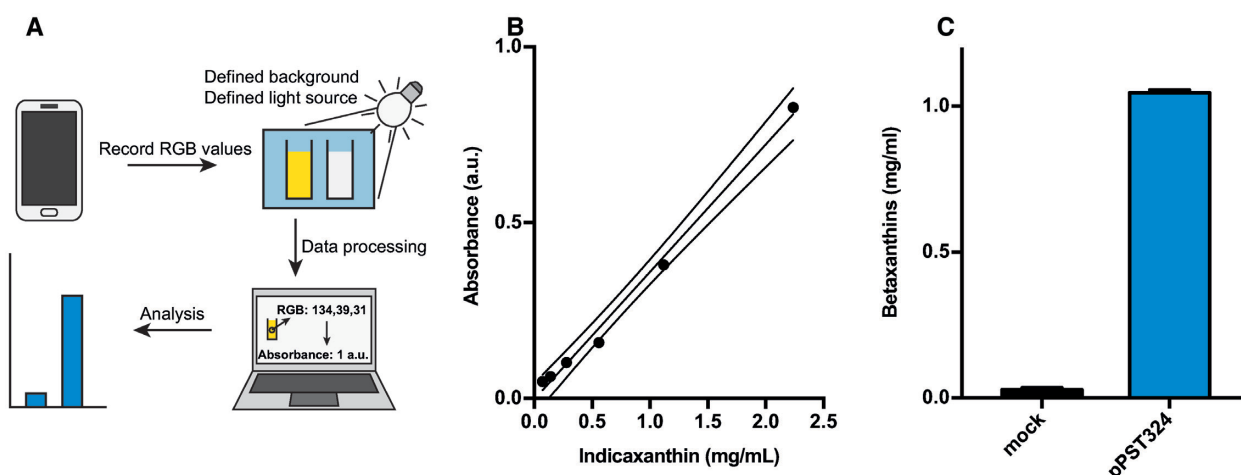 A
Defined background
Defined light source
Record RGB values
Data processing
RGB: 134,39,31
Absorbance: 1 a.u.
Analysis
B
Absorbance (a.u.)
1.0
0.5
0.0
0.0 0.5 1.0 1.5 2.0 2.5
Indicaxanthin (mg/mL)
C
Betaxanthins (mg/ml)
1.0
0.5
0.0
mock
pPST324